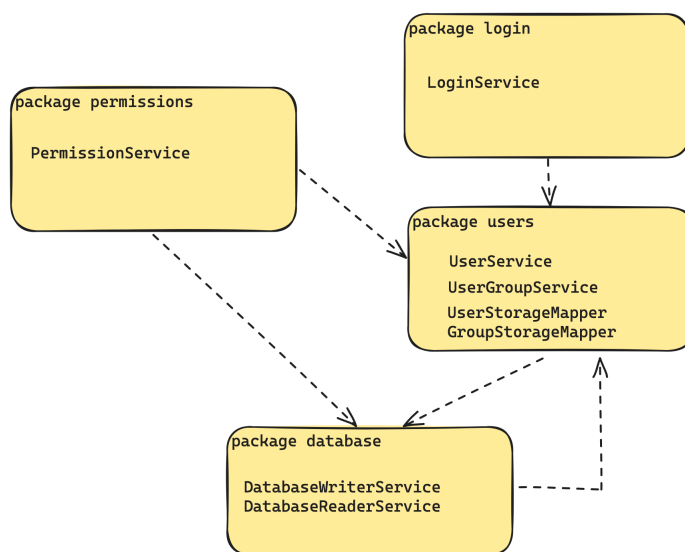 package login
LoginService
package permissions
PermissionService
package users
UserService
UserGroupService
UserStorageMapper
GroupStorageMapper
package database
DatabaseWriterService
DatabaseReaderService